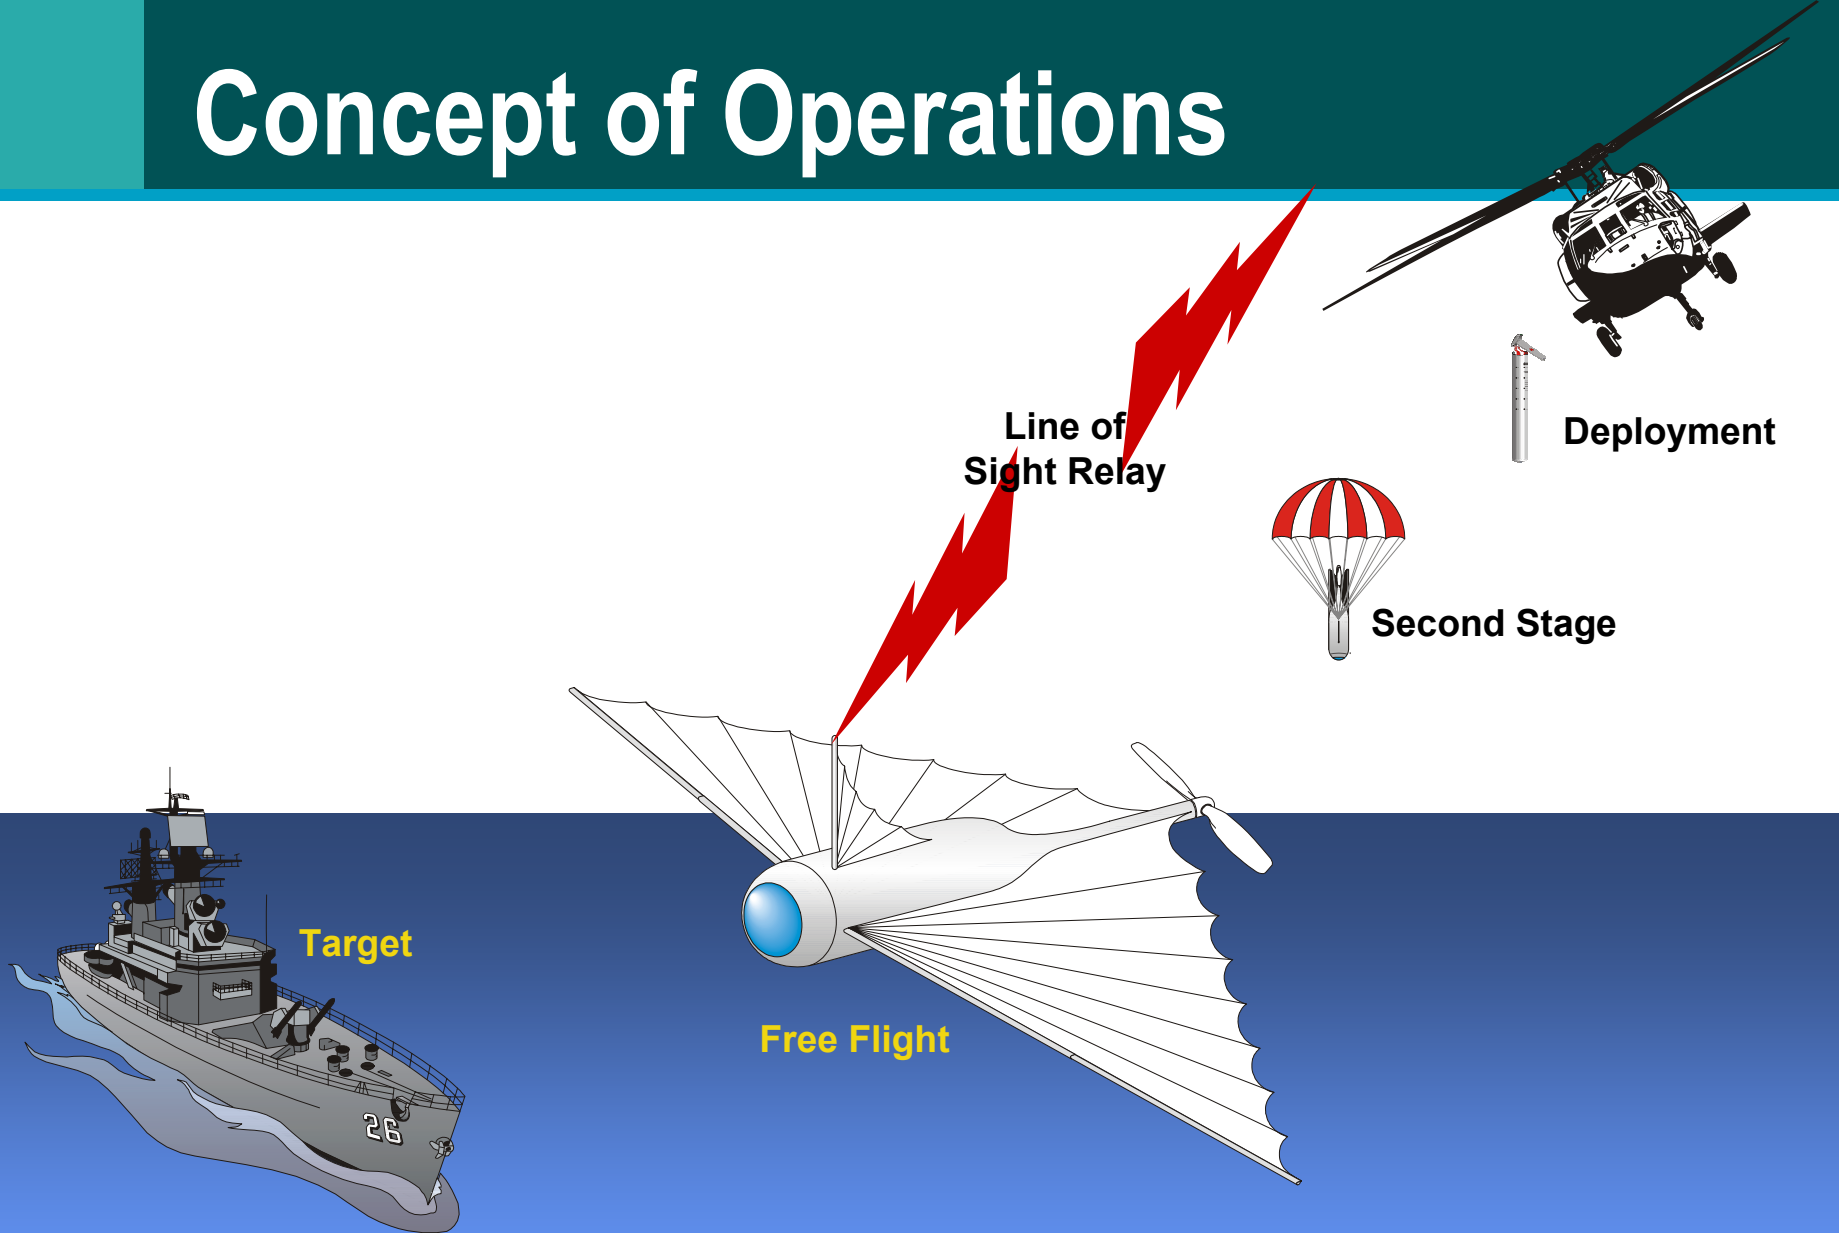 Concept of Operations
Line of
Sight Relay
Deployment
Second Stage
Target
Free Flight
26